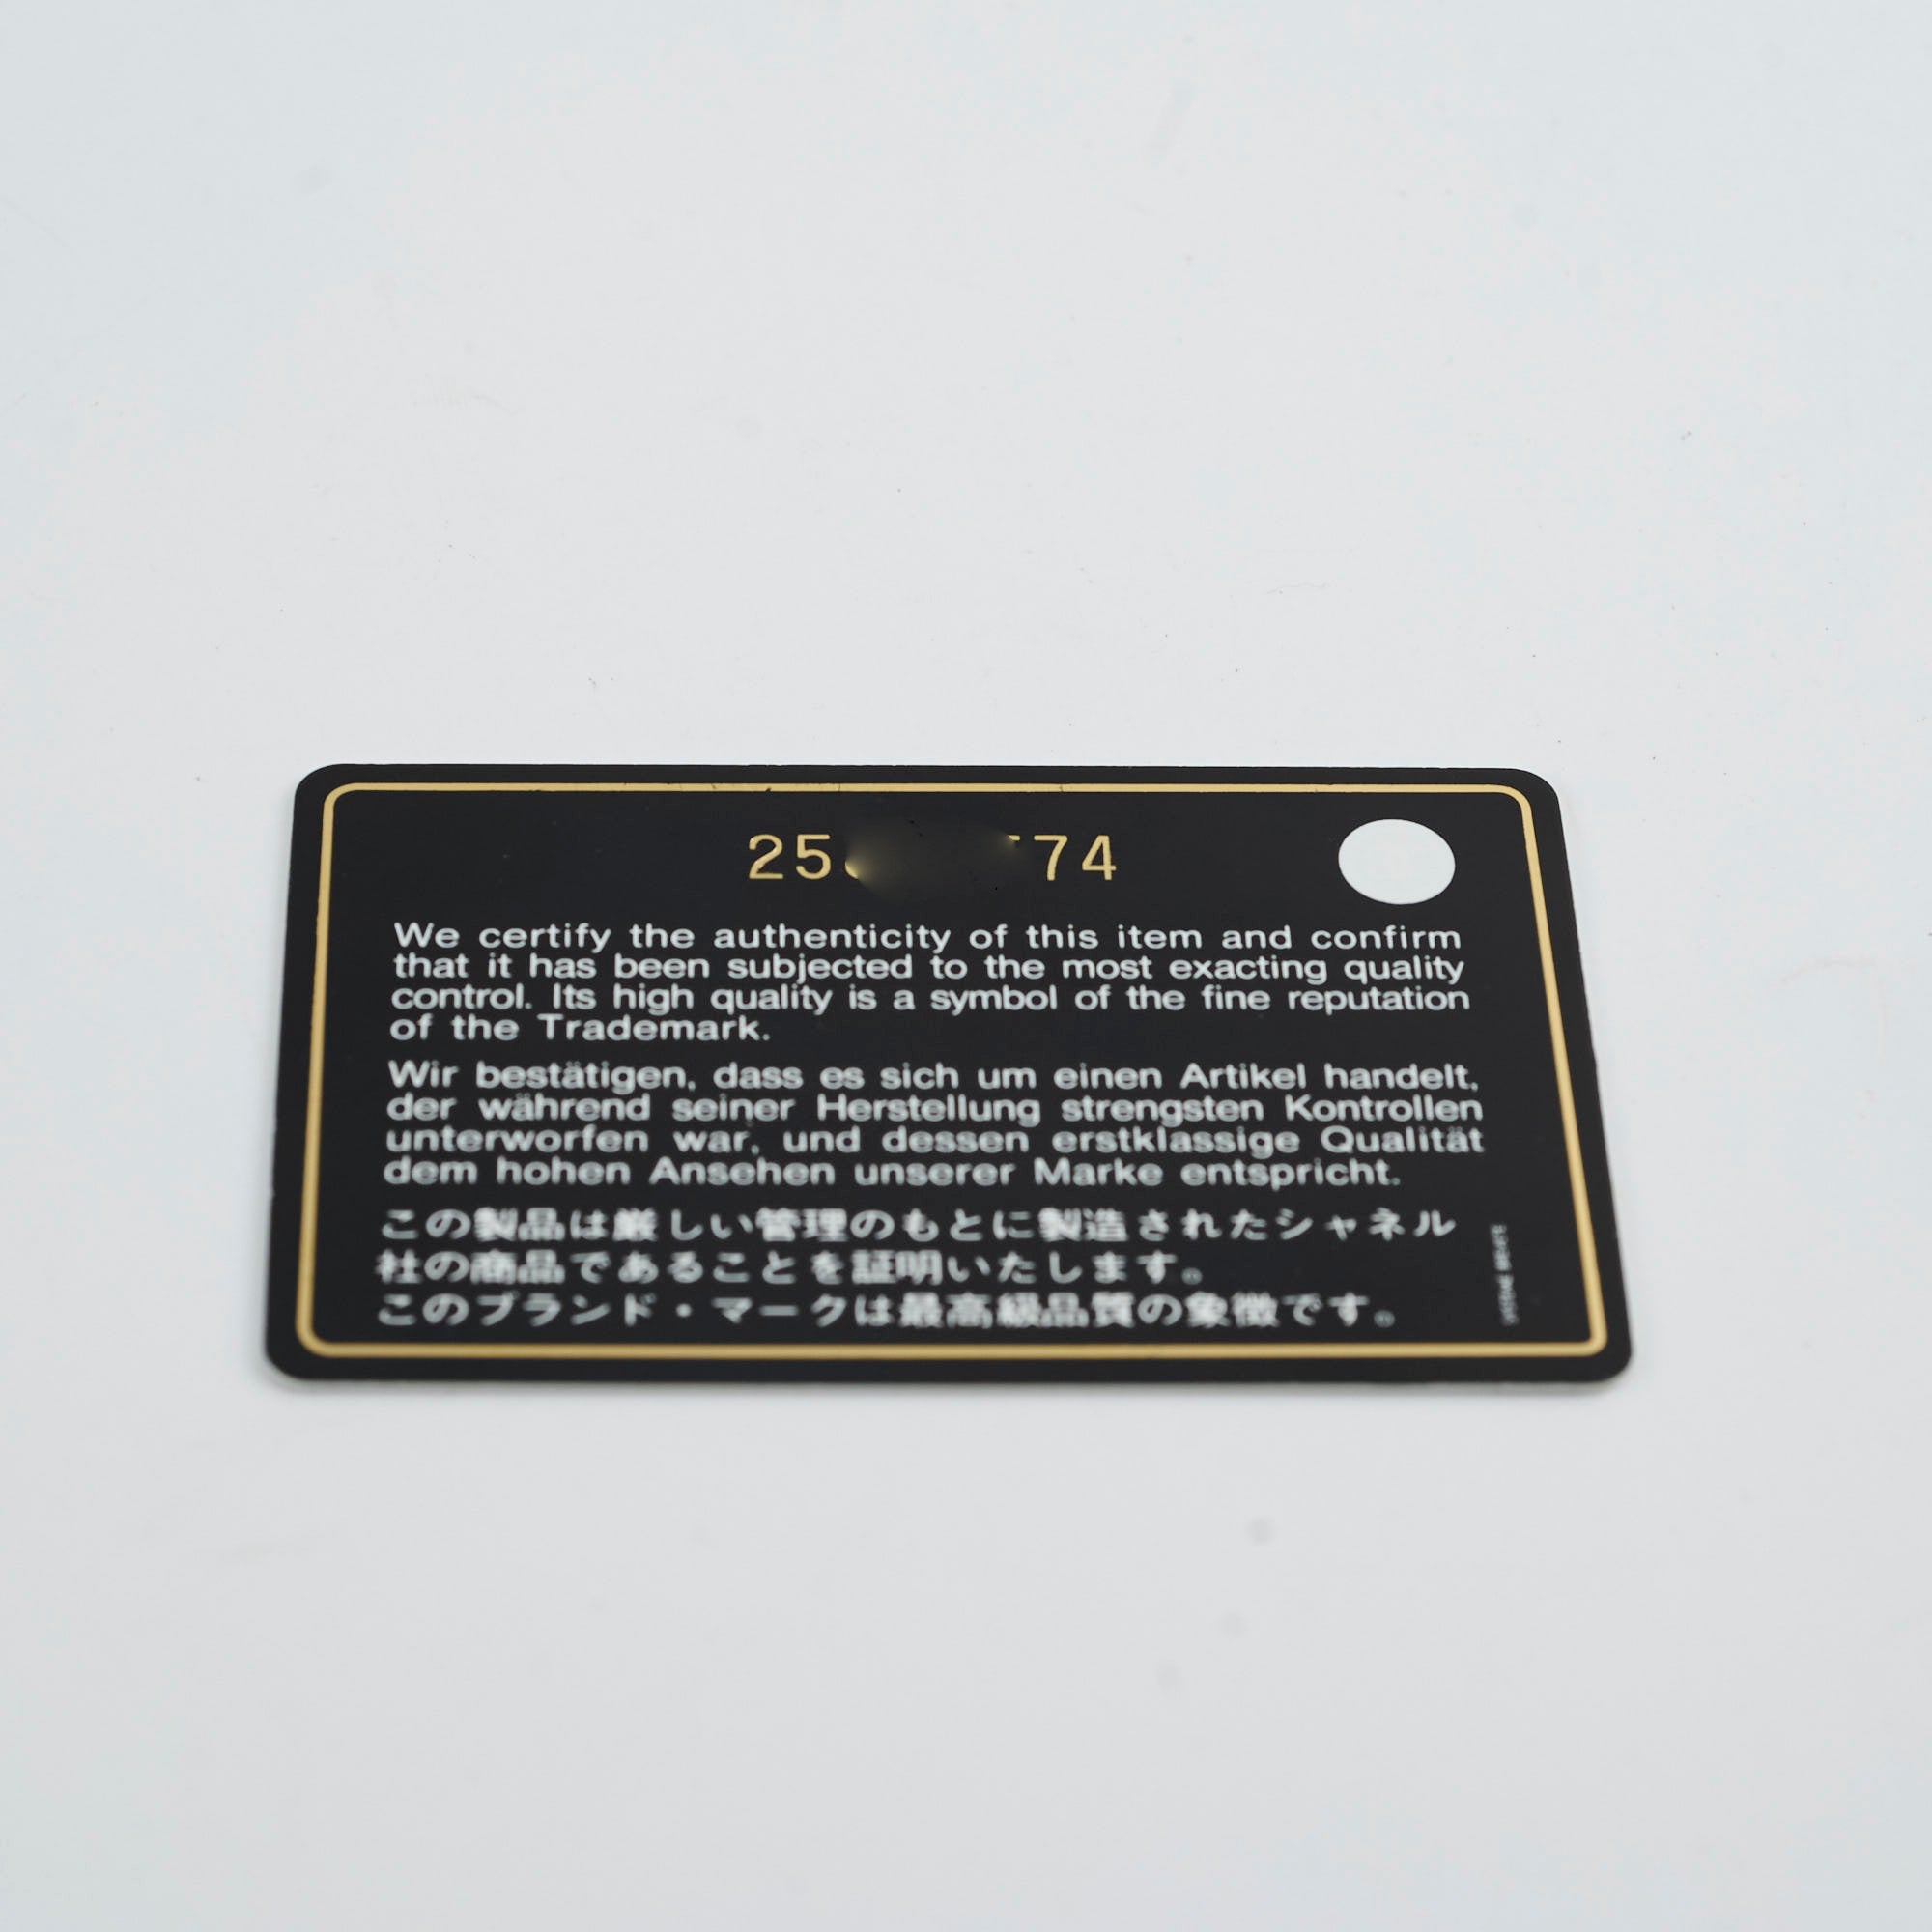 25 74
We certify the authenticity of this item and confirm
that it has been subjected to the most exacting quality
control. Its high quality is a symbol of the fine reputation
of the Trademark.
Wir bestätigen, dass es sich um einen Artikel handelt,
der während seiner Herstellung strengsten Kontrollen
unterworfen war, und dessen erstklassige Qualität
dem hohen Ansehen unserer Marke entspricht.
この製品は厳しい管理のもとに製造されたシャネル
社の商品であることを証明いたします。
このブランド・マークは最高級品質の象徴です。